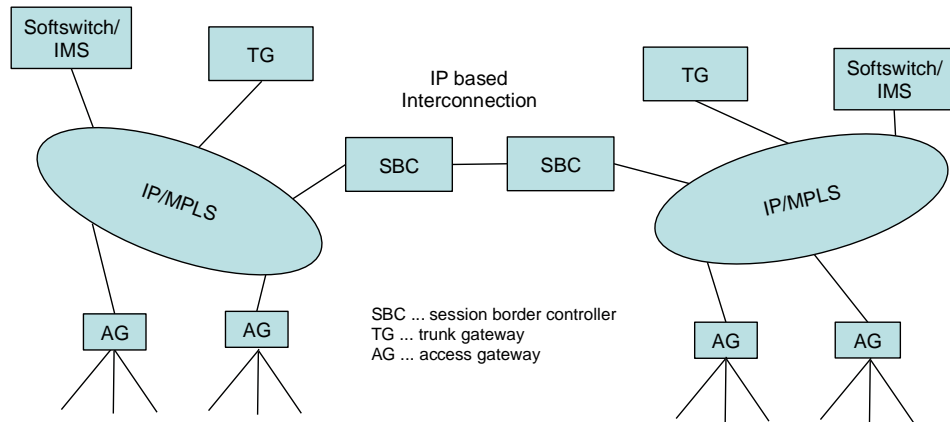 Softswitch/
IMS
TG
IP based
Interconnection
TG
Softswitch/
IMS
SBC
SBC
IP/MPLS
IP/MPLS
SBC ... session border controller
TG ... trunk gateway
AG ... access gateway
AG
AG
AG
AG